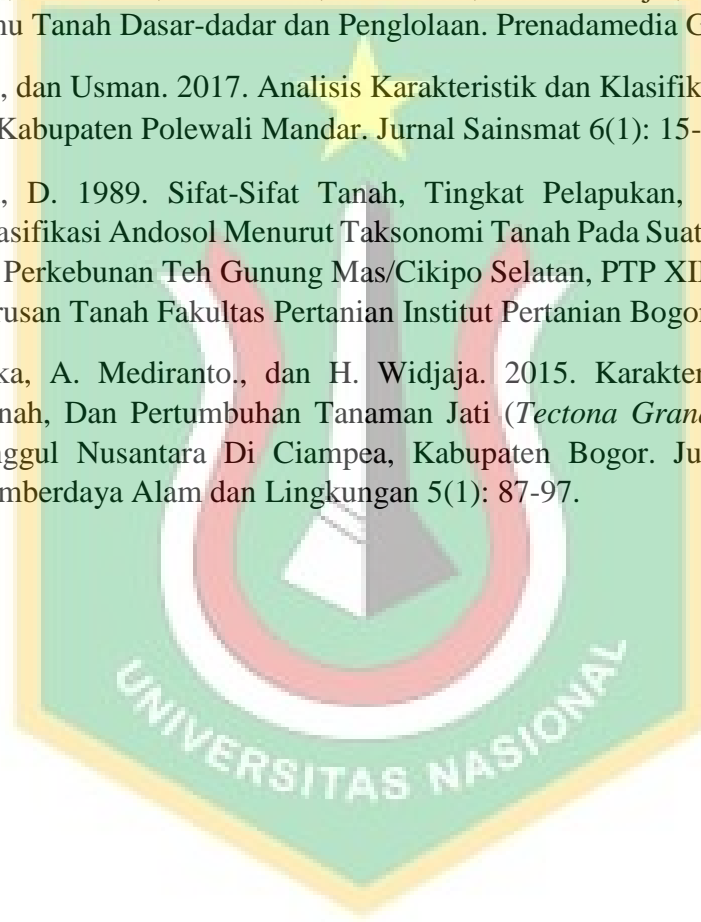 nu Tanah Dasar-dadar dan Penglolaan. Prenadamedia G
, dan Usman. 2017. Analisis Karakteristik dan Klasifik
Kabupaten Polewali Mandar. Jurnal Sainsmat 6(1): 15-
, D. 1989. Sifat-Sifat Tanah, Tingkat Pelapukan,
asifikasi Andosol Menurut Taksonomi Tanah Pada Suat
Perkebunan Teh Gunung Mas/Cikipo Selatan, PTP XII
rusan Tanah Fakultas Pertanian Institut Pertanian Bogor
ka, A. Mediranto., dan H. Widjaja. 2015. Karakter
nah, Dan Pertumbuhan Tanaman Jati (Tectona Grand
nggul Nusantara Di Ciampea, Kabupaten Bogor. Ju
mberdaya Alam dan Lingkungan 5(1): 87-97.
UNIVERSITAS NASIONAL